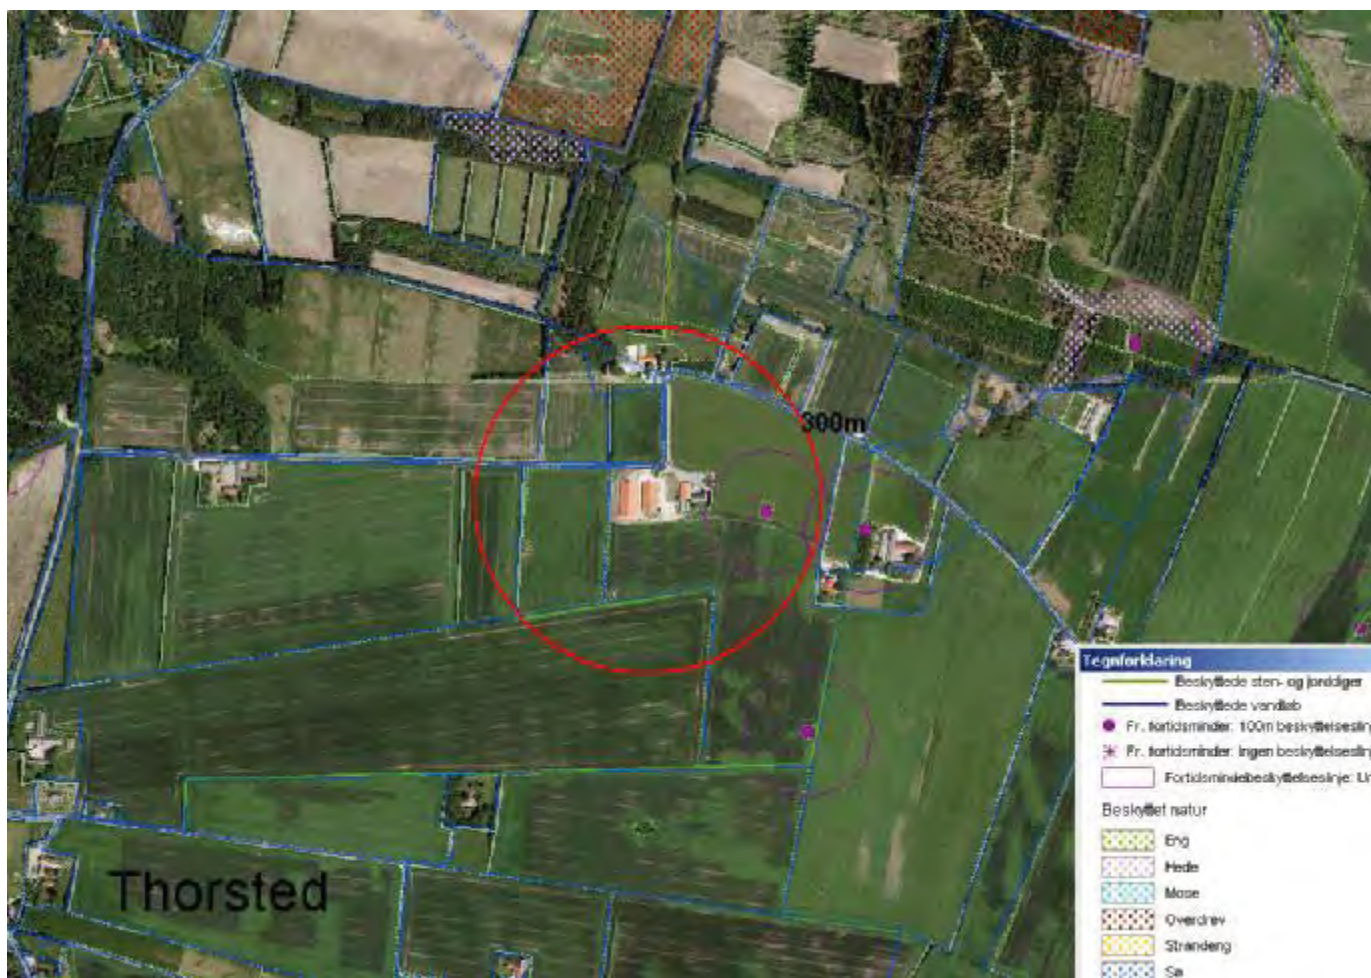 300m
Thorsted
Tegnforklaring
Beskyttede sten- og jorddiger
Beskyttede vandløb
Fr. fortidsminder: 100m beskyttelseslin
Fr. fortidsminder: Ingen beskyttelseslin
Fortidsmindebeskyttelseslinje: Ur
Beskyttet natur
Eng
Hede
Mose
Overdrev
Strandeng
Sø